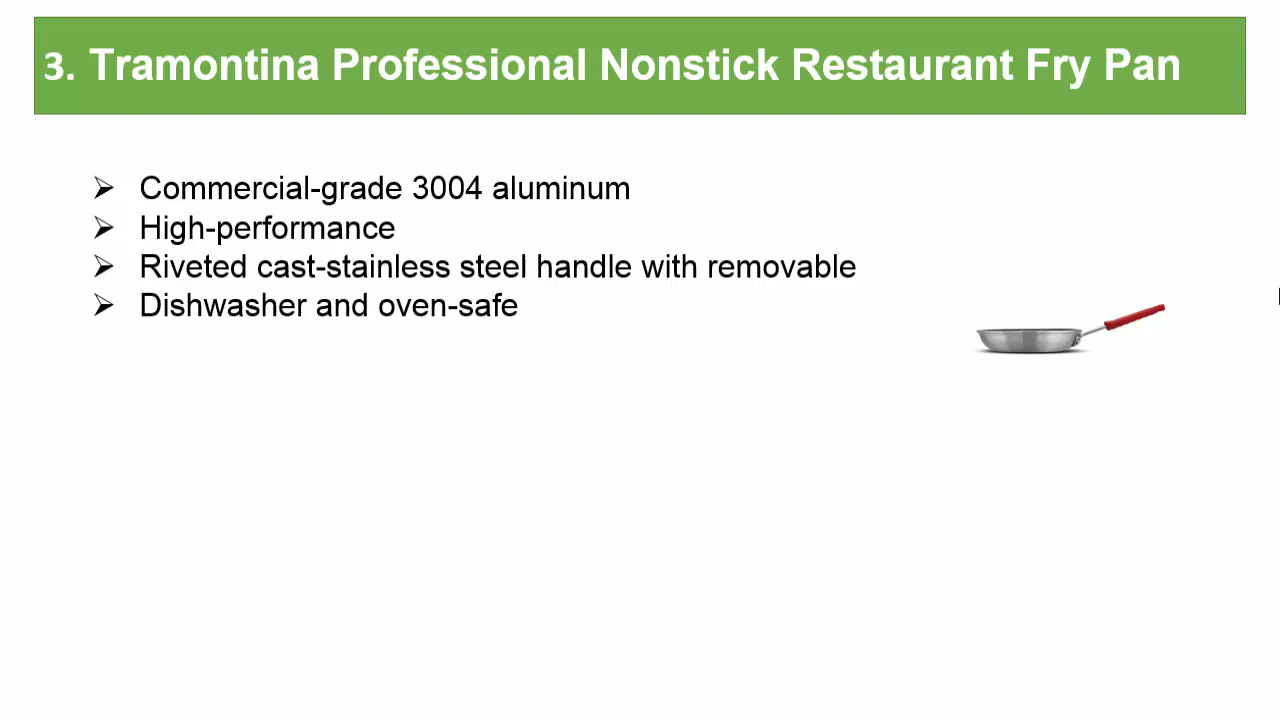 3. Tramontina Professional Nonstick Restaurant Fry Pan
Commercial-grade 3004 aluminum
High-performance
Riveted cast-stainless steel handle with removable
Dishwasher and oven-safe